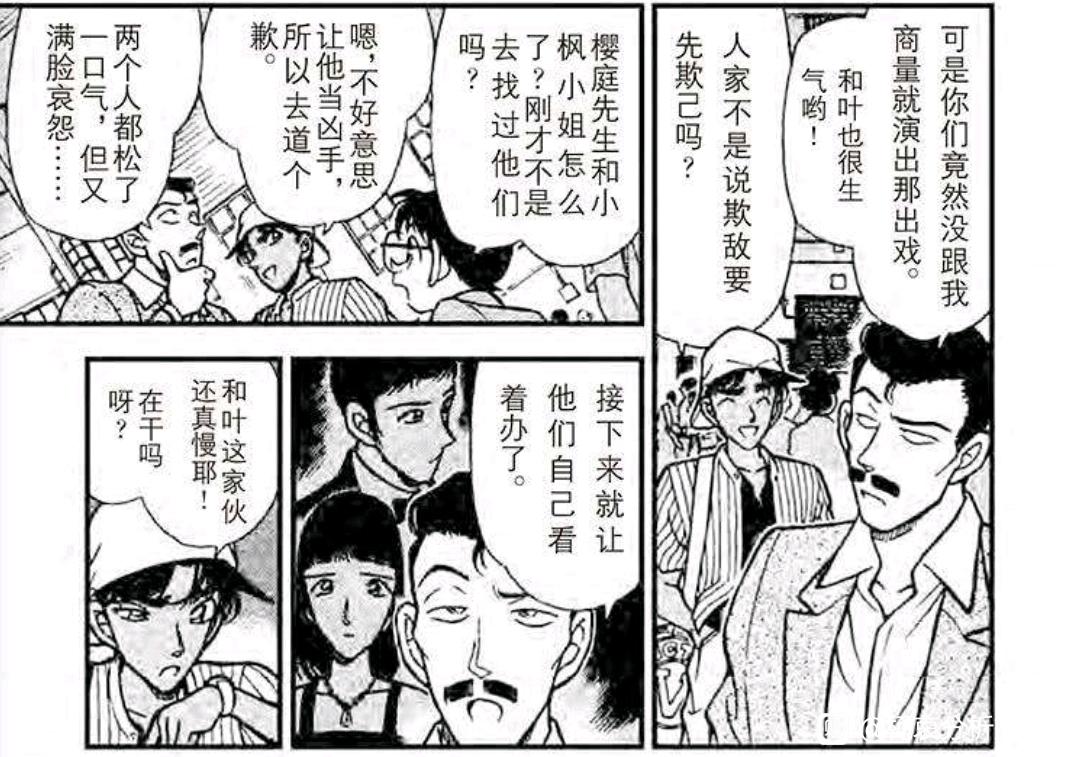 可是你们竟然没跟我
商量就演出那出戏。
和叶也很生
气哟！
人家不是说欺敌要
先欺己吗？
樱庭先生和小
枫小姐怎么
了？刚才不是
去找过他们
吗？
嗯，不好意思
让他当凶手，
所以去道个
歉。
两个人都松了
一口气，但又
满脸哀怨……
接下来就让
他们自己看
着办了。
和叶这家伙
还真慢耶！
在干吗
呀？